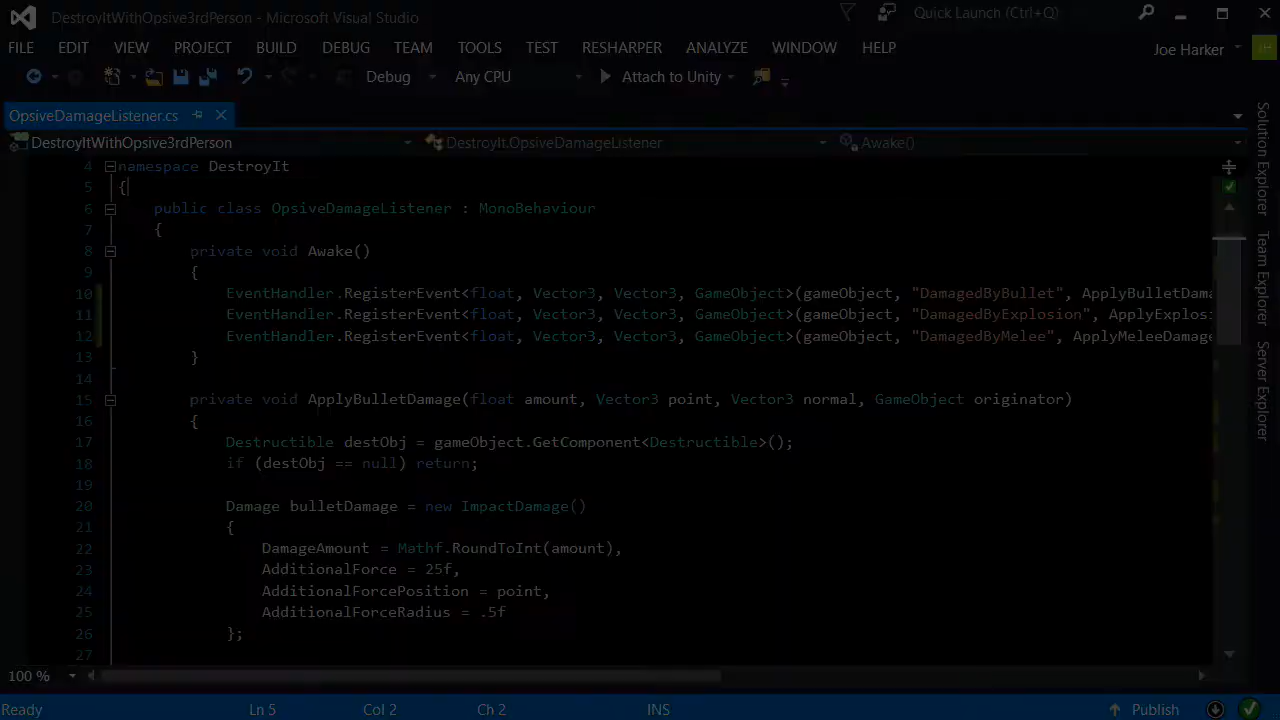 DestroyItWithOpsive3rdPerson - Microsoft Visual Studio
Quick Launch (Ctrl+Q)
FILE EDIT VIEW PROJECT BUILD DEBUG TEAM TOOLS TEST RESHARPER ANALYZE WINDOW HELP
Joe Harker
Debug Any CPU Attach to Unity
OpsiveDamageListener.cs
DestroyItWithOpsive3rdPerson DestroyIt.OpsiveDamageListener Awake()
4 namespace DestroyIt
5 {
6 public class OpsiveDamageListener : MonoBehaviour
7 {
8 private void Awake()
9 {
10 EventHandler.RegisterEvent<float, Vector3, Vector3, GameObject>(gameObject, "DamagedByBullet", ApplyBulletDama
11 EventHandler.RegisterEvent<float, Vector3, Vector3, GameObject>(gameObject, "DamagedByExplosion", ApplyExplosi
12 EventHandler.RegisterEvent<float, Vector3, Vector3, GameObject>(gameObject, "DamagedByMelee", ApplyMeleeDamage
13 }
14
15 private void ApplyBulletDamage(float amount, Vector3 point, Vector3 normal, GameObject originator)
16 {
17 Destructible destObj = gameObject.GetComponent<Destructible>();
18 if (destObj == null) return;
19
20 Damage bulletDamage = new ImpactDamage()
21 {
22 DamageAmount = Mathf.RoundToInt(amount),
23 AdditionalForce = 25f,
24 AdditionalForcePosition = point,
25 AdditionalForceRadius = .5f
26 };
27
100 %
Solution Explorer
Team Explorer
Server Explorer
Ready Ln 5 Col 2 Ch 2 INS Publish